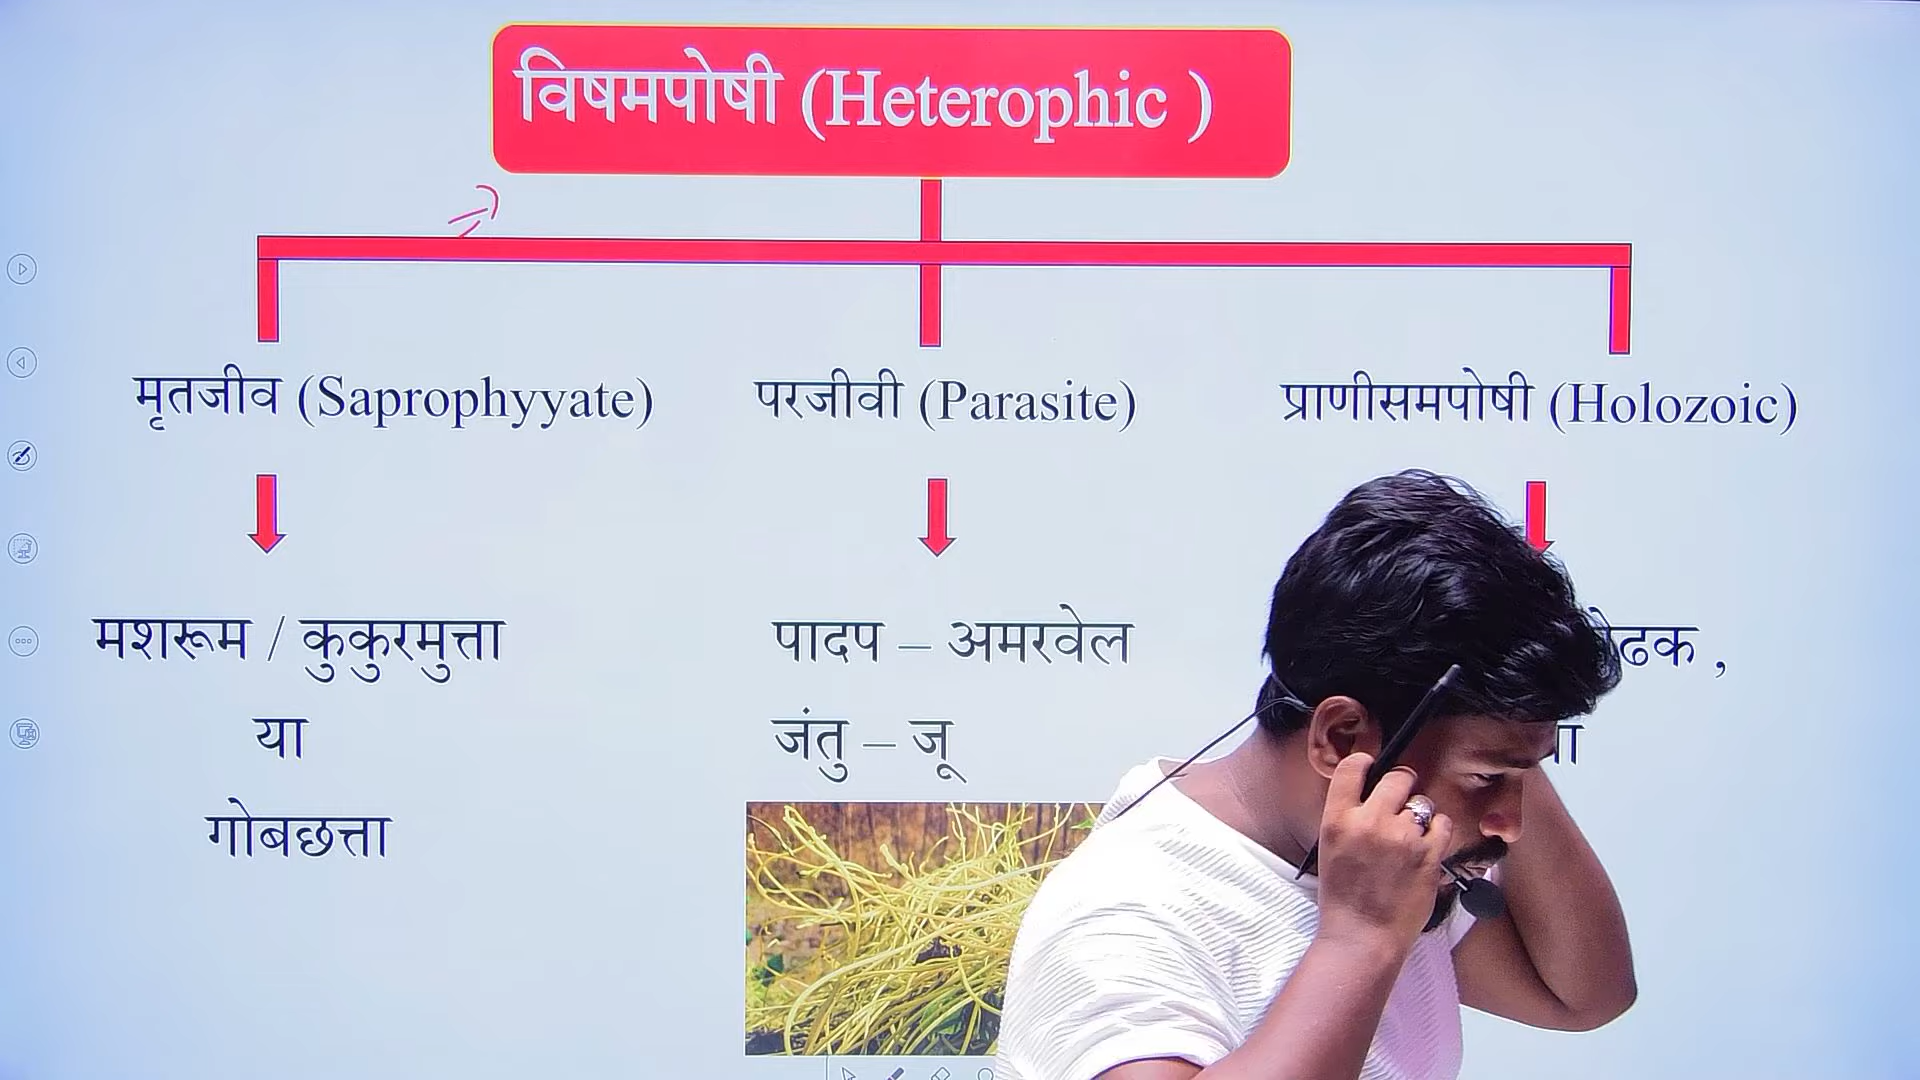 विषमपोषी (Heterophic )
मृतजीव (Saprophyyate)
परजीवी (Parasite)
प्राणीसमपोषी (Holozoic)
मशरूम / कुकुरमुत्ता
या
गोबछत्ता
पादप – अमरवेल
जंतु – जू